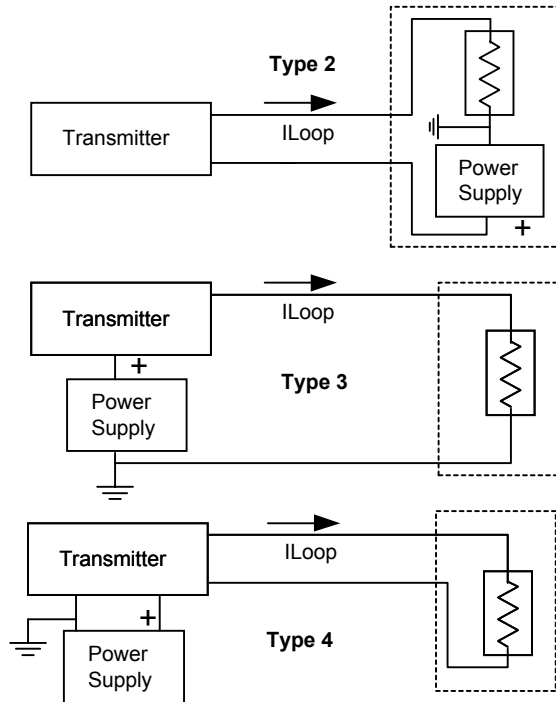 Type 2
Transmitter
ILoop
Power
Supply
+
Transmitter
ILoop
+
Type 3
Power
Supply
Transmitter
ILoop
+
Type 4
Power
Supply